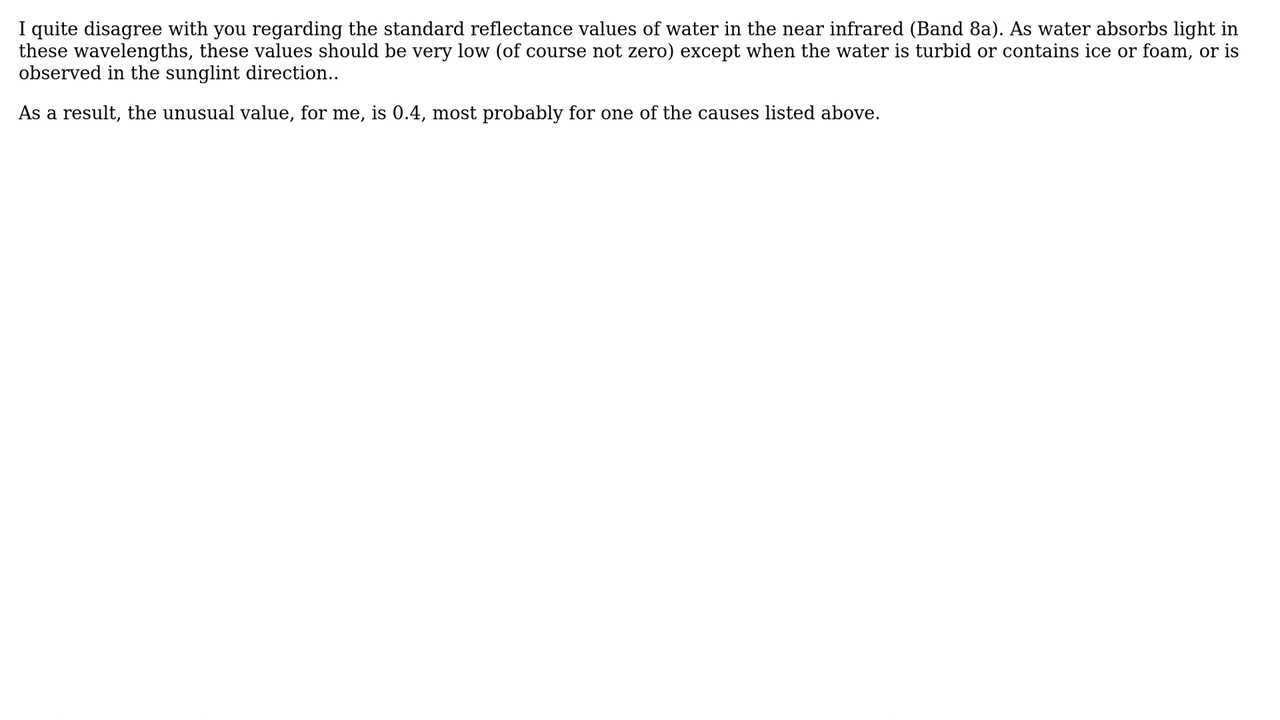 I quite disagree with you regarding the standard reflectance values of water in the near infrared (Band 8a). As water absorbs light in
these wavelengths, these values should be very low (of course not zero) except when the water is turbid or contains ice or foam, or is
observed in the sunglint direction..
As a result, the unusual value, for me, is 0.4, most probably for one of the causes listed above.